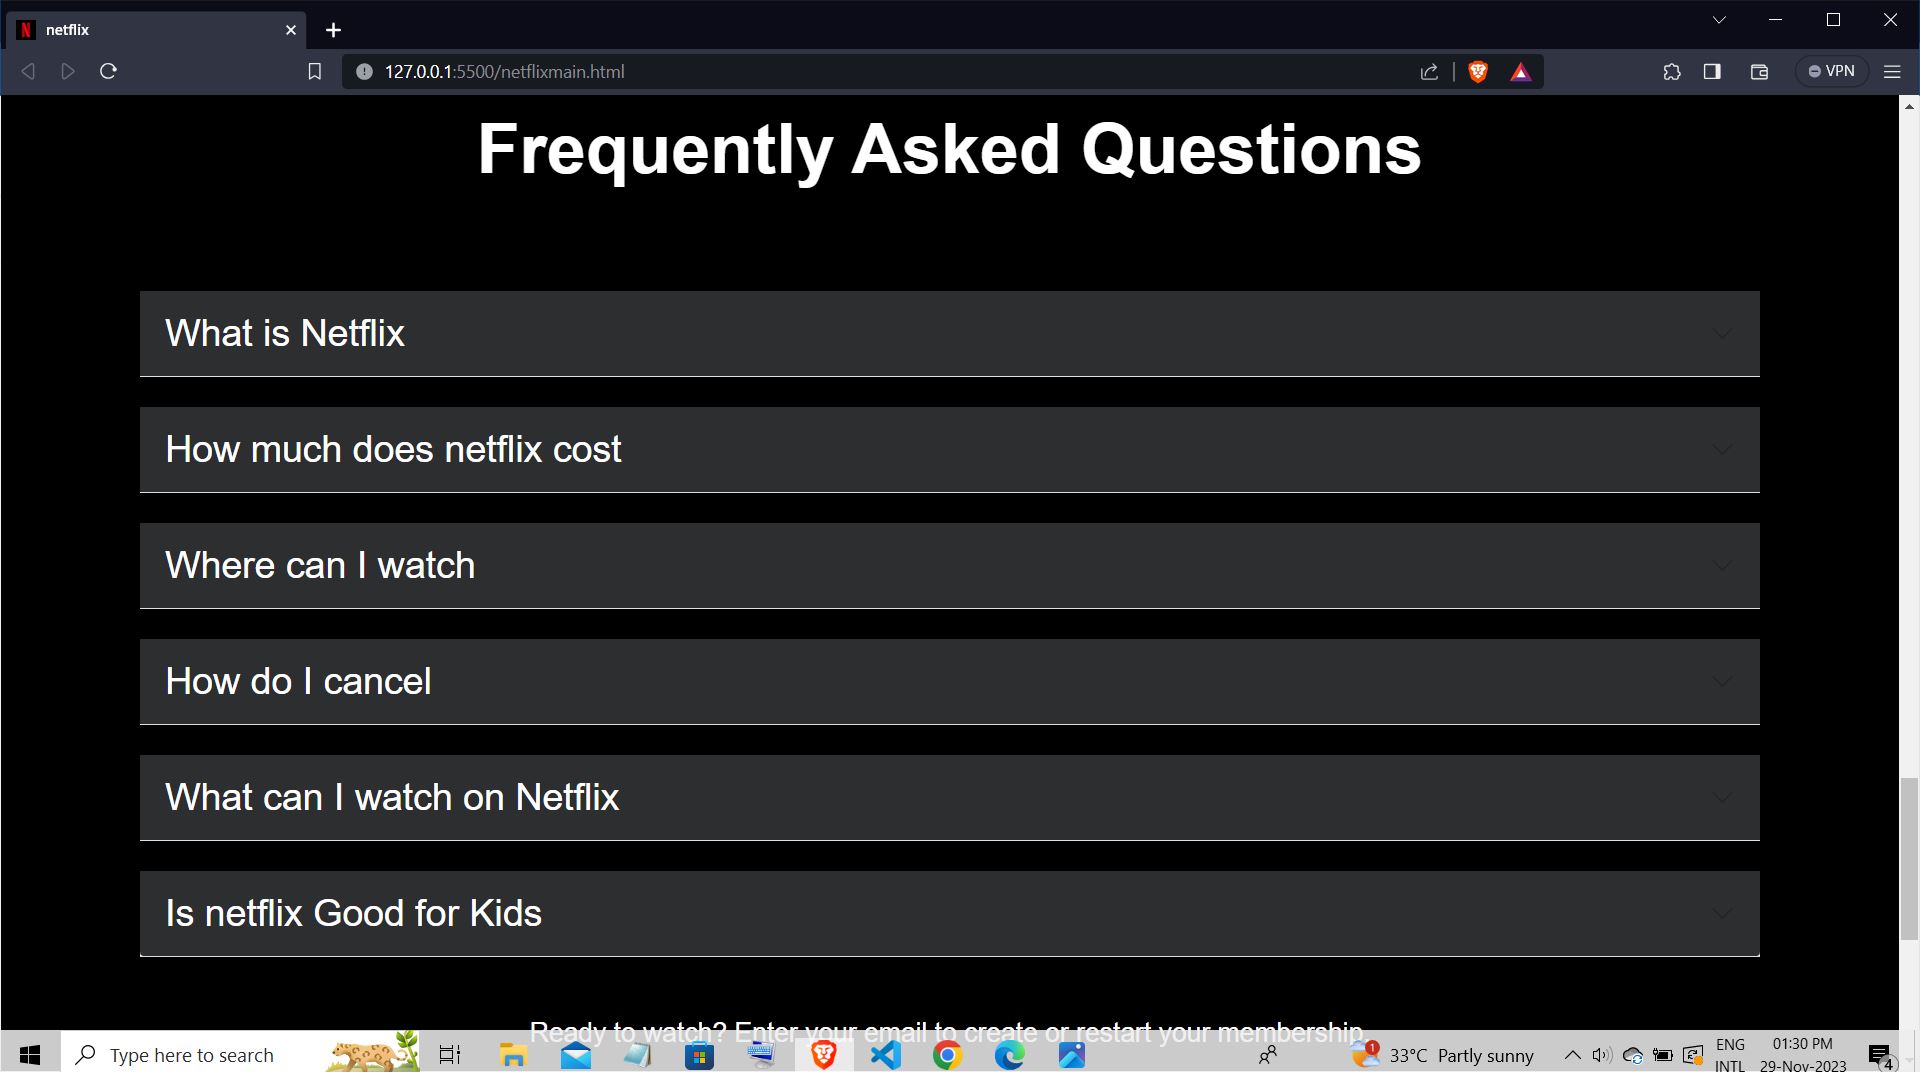 netflix
127.0.0.1:5500/netflixmain.html
VPN
Frequently Asked Questions
What is Netflix
How much does netflix cost
Where can I watch
How do I cancel
What can I watch on Netflix
Is netflix Good for Kids
Ready to watch? Enter your email to create or restart your membership.
Type here to search
1
33°C Partly sunny
ENG
INTL
01:30 PM
29-Nov-2023
4